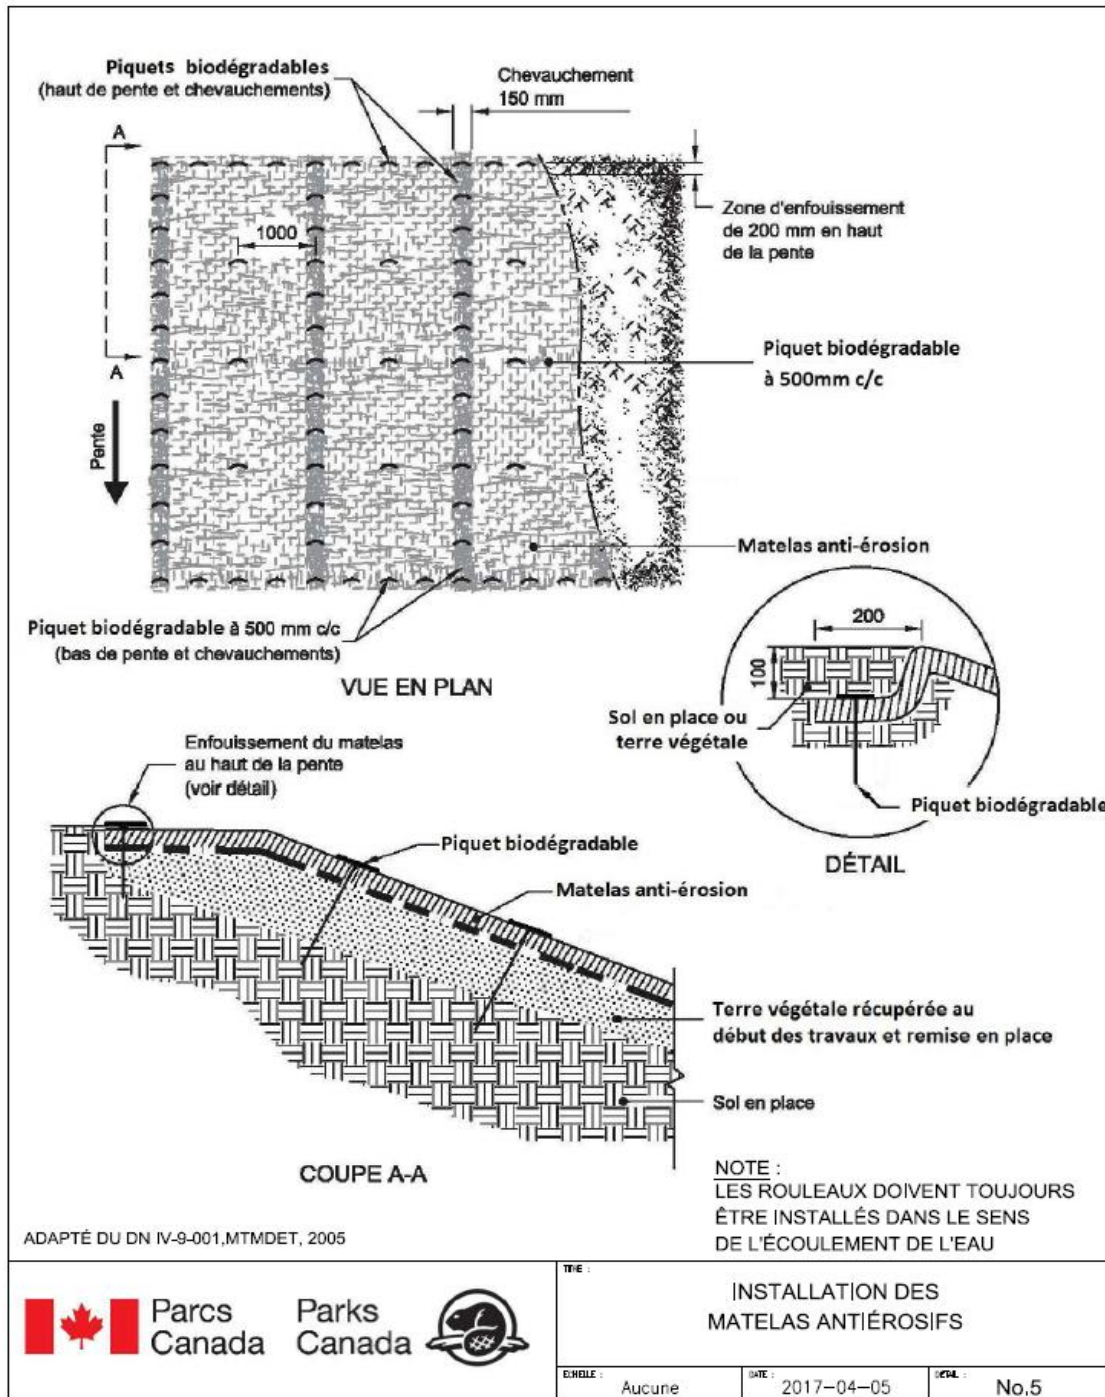 Piquets biodégradables
(haut de pente et chevauchements)
Chevauchement
150 mm
A
1000
Zone d'enfouissement
de 200 mm en haut
de la pente
A
Piquet biodégradable
à 500mm c/c
Pente
Matelas anti-érosion
Piquet biodégradable à 500 mm c/c
(bas de pente et chevauchements)
VUE EN PLAN
200
100
Sol en place ou
terre végétale
Piquet biodégradable
DÉTAIL
Enfouissement du matelas
au haut de la pente
(voir détail)
Piquet biodégradable
Matelas anti-érosion
Terre végétale récupérée au
début des travaux et remise en place
Sol en place
COUPE A-A
NOTE :
LES ROULEAUX DOIVENT TOUJOURS
ÊTRE INSTALLÉS DANS LE SENS
DE L'ÉCOULEMENT DE L'EAU
ADAPTÉ DU DN IV-9-001,MTMDET, 2005
Parcs
Canada
Parks
Canada
TITRE :
INSTALLATION DES
MATELAS ANTIÉROSIFS
ECHELLE :
Aucune
DATE :
2017-04-05
DÉTAIL :
No.5